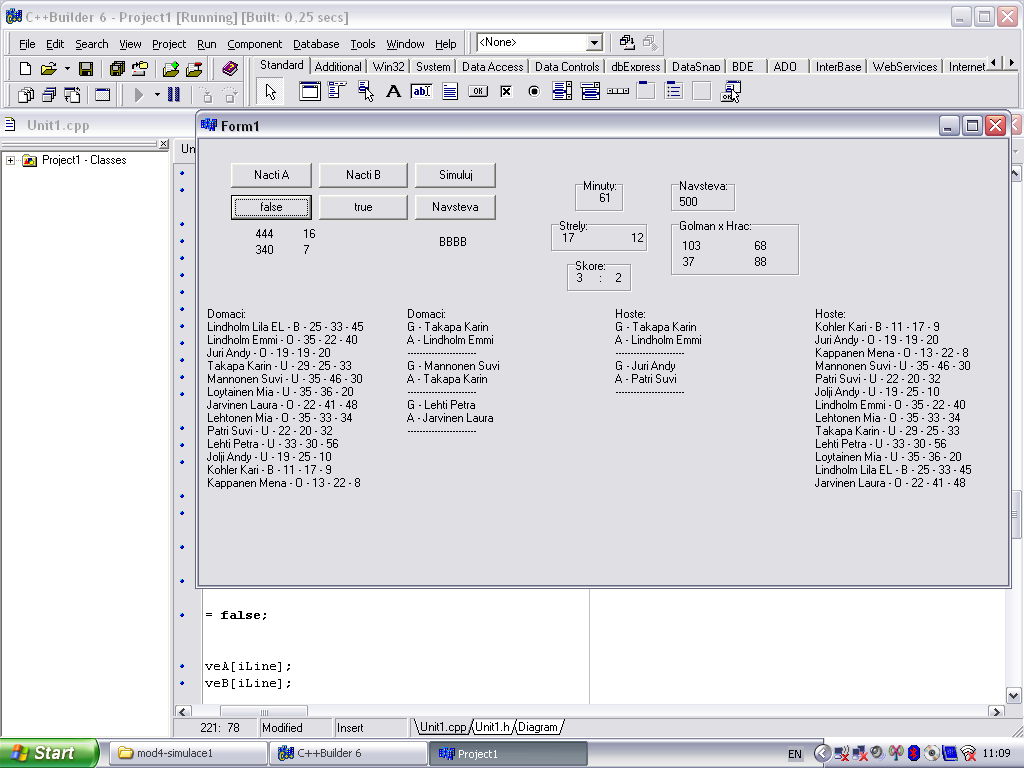 C++Builder 6 - Project1 [Running] [Built: 0,25 secs]
File Edit Search View Project Run Component Database Tools Window Help <None>
Standard Additional Win32 System Data Access Data Controls dbExpress DataSnap BDE ADO InterBase WebServices Internet
Unit1.cpp
Project1 - Classes
Un
Form1
Nacti A Nacti B Simuluj
false true Navsteva
444 16
340 7
BBBB
Minuty:
61
Navsteva:
500
Strely:
17 12
Golman x Hrac:
103 68
37 88
Skore:
3 : 2
Domaci:
Lindholm Lila EL - B - 25 - 33 - 45
Lindholm Emmi - O - 35 - 22 - 40
Juri Andy - O - 19 - 19 - 20
Takapa Karin - U - 29 - 25 - 33
Mannonen Suvi - U - 35 - 46 - 30
Loytainen Mia - U - 35 - 36 - 20
Jarvinen Laura - O - 22 - 41 - 48
Lehtonen Mia - O - 35 - 33 - 34
Patri Suvi - U - 22 - 20 - 32
Lehti Petra - U - 33 - 30 - 56
Jolji Andy - U - 19 - 25 - 10
Kohler Kari - B - 11 - 17 - 9
Kappanen Mena - O - 13 - 22 - 8
Domaci:
G - Takapa Karin
A - Lindholm Emmi
-----------------------
G - Mannonen Suvi
A - Takapa Karin
-----------------------
G - Lehti Petra
A - Jarvinen Laura
-----------------------
Hoste:
G - Takapa Karin
A - Lindholm Emmi
-----------------------
G - Juri Andy
A - Patri Suvi
-----------------------
Hoste:
Kohler Kari - B - 11 - 17 - 9
Juri Andy - O - 19 - 19 - 20
Kappanen Mena - O - 13 - 22 - 8
Mannonen Suvi - U - 35 - 46 - 30
Patri Suvi - U - 22 - 20 - 32
Jolji Andy - U - 19 - 25 - 10
Lindholm Emmi - O - 35 - 22 - 40
Lehtonen Mia - O - 35 - 33 - 34
Takapa Karin - U - 29 - 25 - 33
Lehti Petra - U - 33 - 30 - 56
Loytainen Mia - U - 35 - 36 - 20
Lindholm Lila EL - B - 25 - 33 - 45
Jarvinen Laura - O - 22 - 41 - 48
= false;
veA[iLine];
veB[iLine];
221: 78 Modified Insert Unit1.cpp Unit1.h Diagram
Start mod4-simulace1 C++Builder 6 Project1 EN 11:09